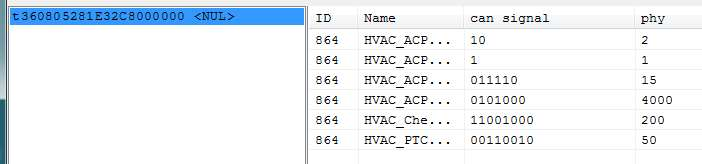 t360805281E32C8000000 <NUL>
ID Name can signal phy
864 HVAC_ACP... 10 2
864 HVAC_ACP... 1 1
864 HVAC_ACP... 011110 15
864 HVAC_ACP... 0101000 4000
864 HVAC_Che... 11001000 200
864 HVAC_PTC... 00110010 50